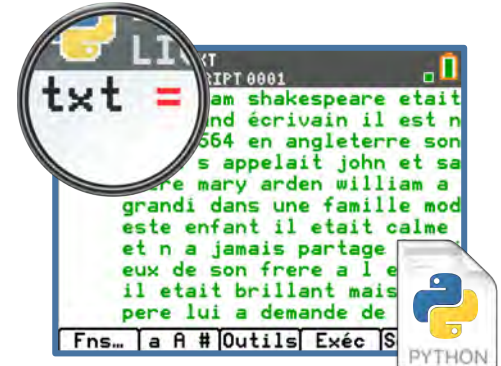 LI
XT
RIPT 0001
txt =
am shakespeare etait
nd écrivain il est n
564 en angleterre son
s appelait john et sa
re mary arden william a
grandi dans une famille mod
este enfant il etait calme
et n a jamais partage
eux de son frere a l e
il etait brillant mais
pere lui a demande de
Fns... a A # Outils Exéc S
PYTHON